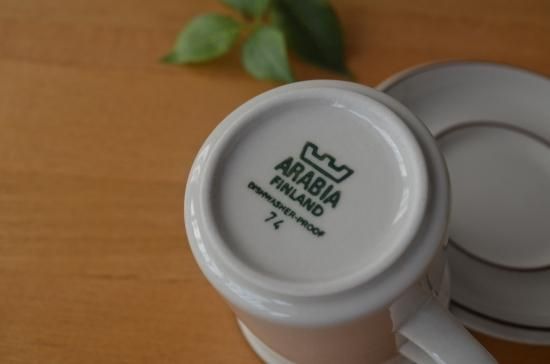 ARABIA
FINLAND
DISHWASHER-PROOF
74